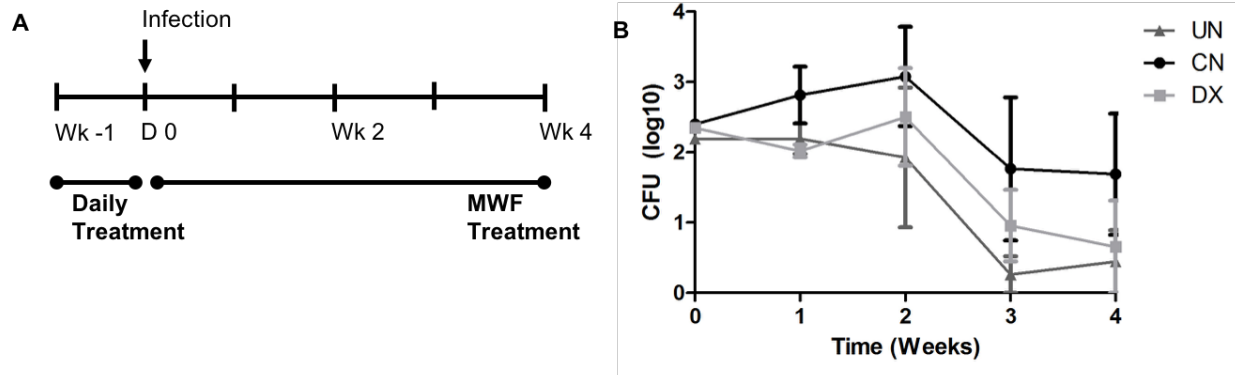 A
Infection
Wk -1
D 0
Wk 2
Wk 4
Daily
Treatment
MWF
Treatment
B
4
3
2
1
0
CFU (log10)
0
1
2
3
4
Time (Weeks)
UN
CN
DX